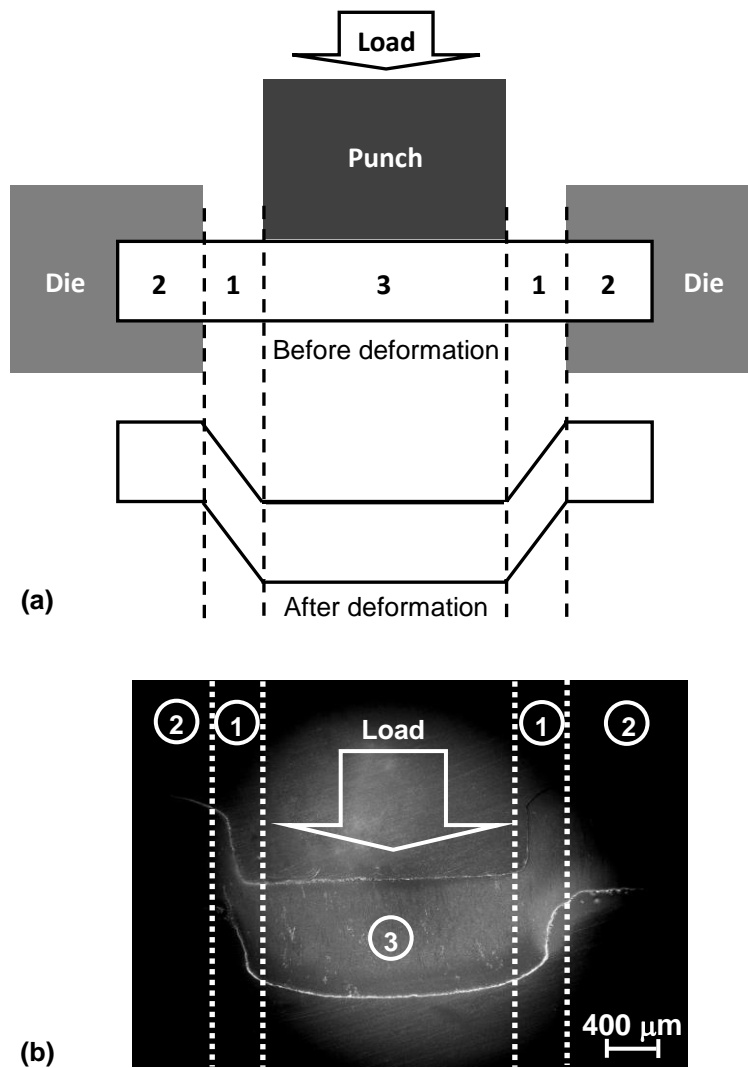 Load
Punch
Die 2 1 3 1 2 Die
Before deformation
After deformation
(a)
2 1 Load 1 2
3
400 μm
(b)